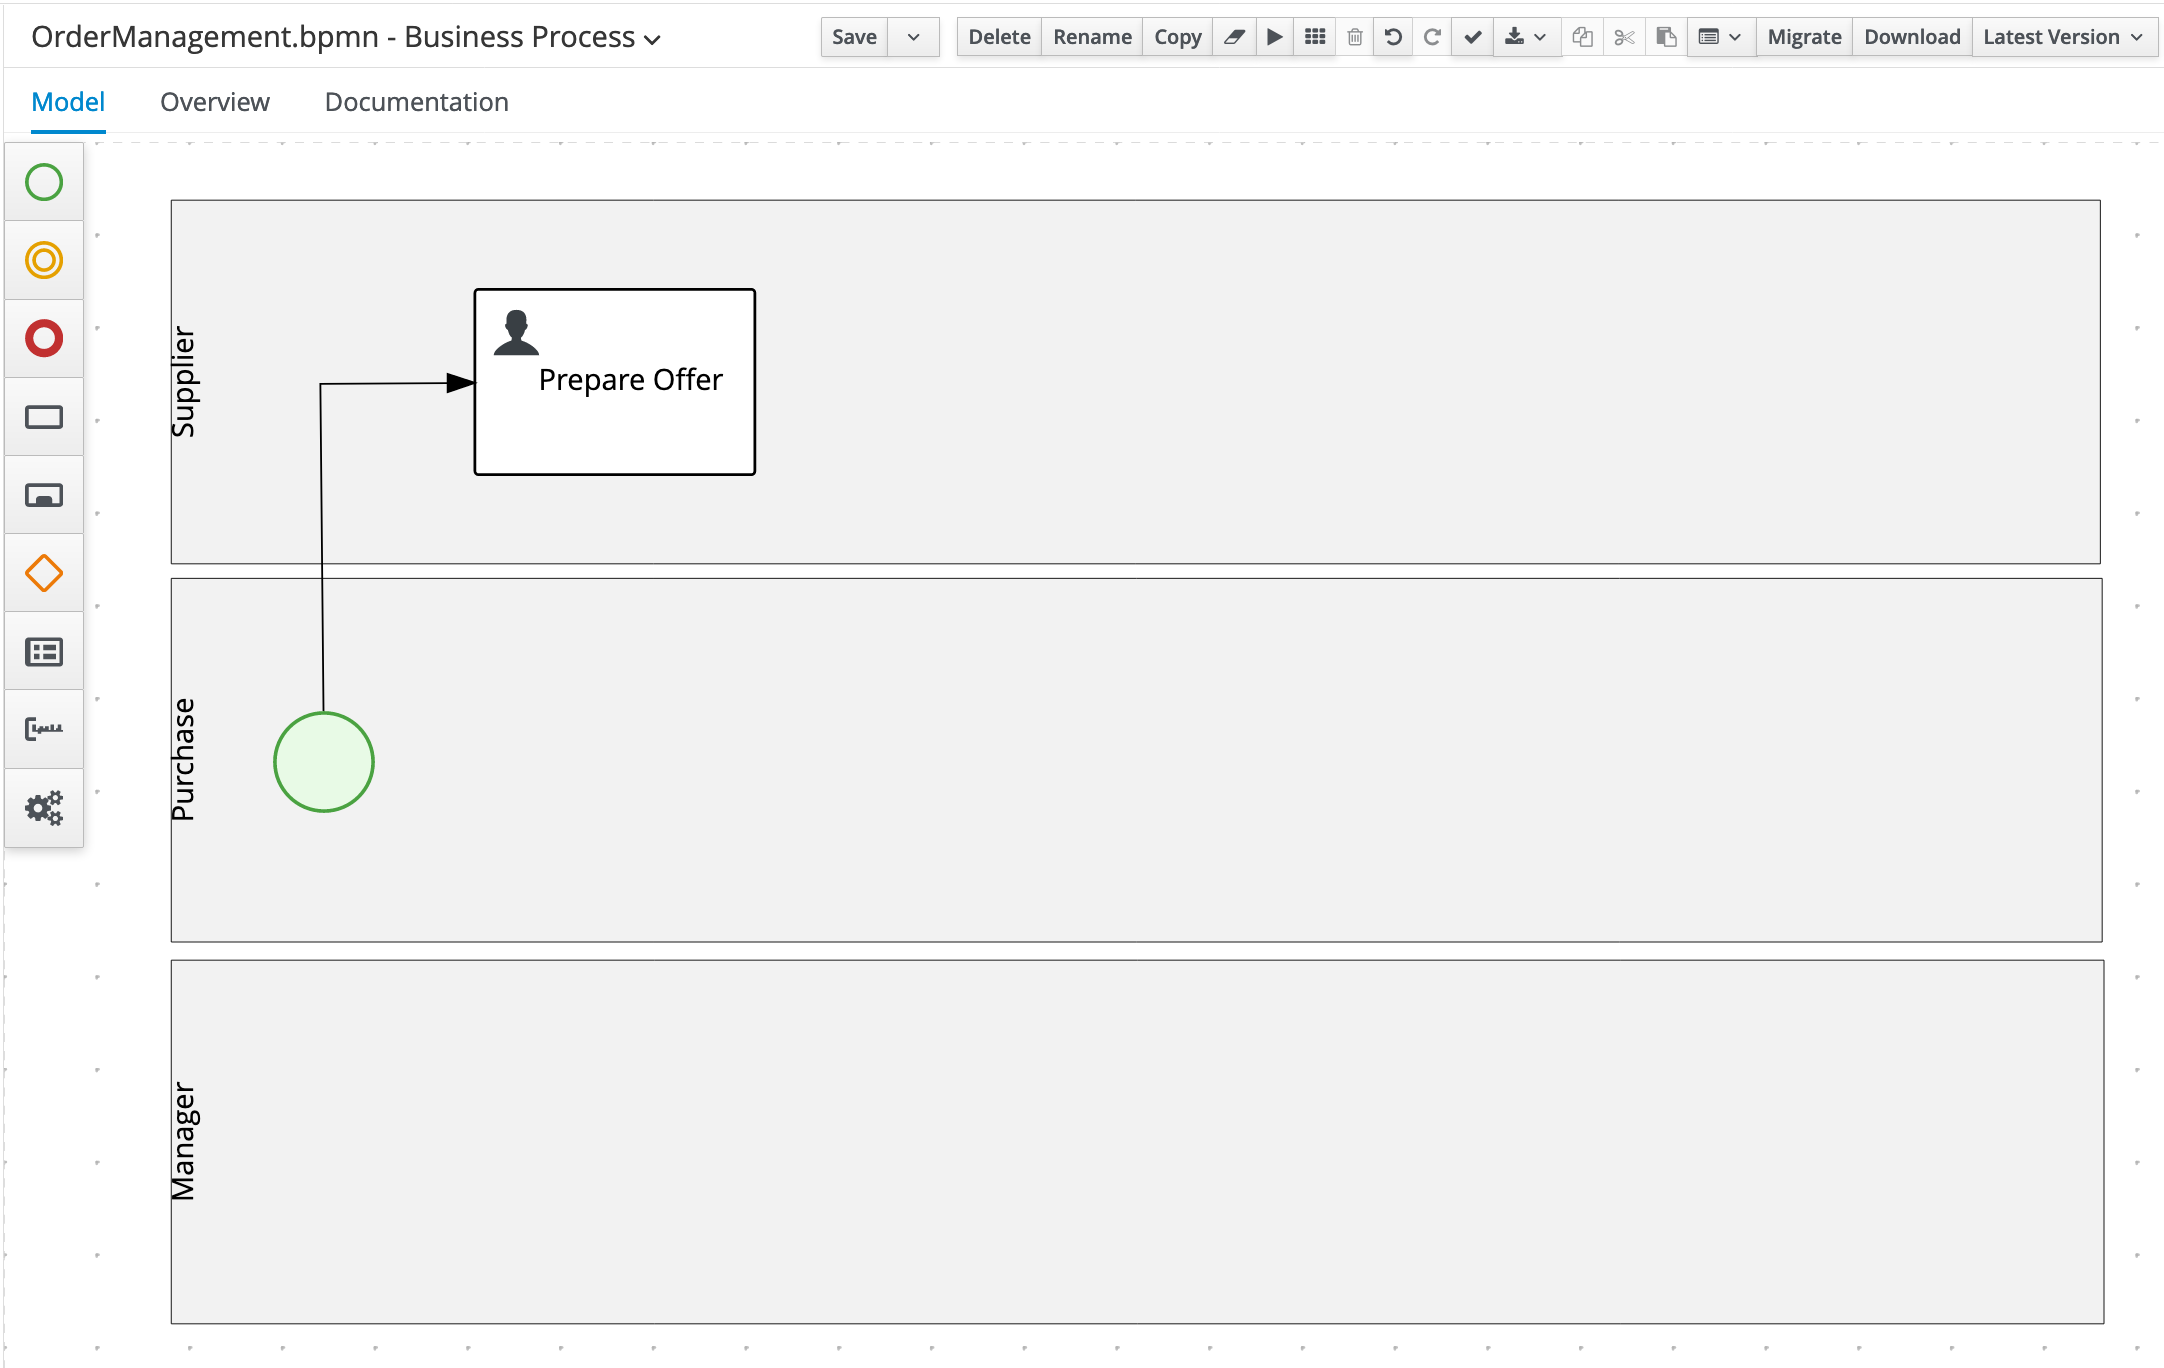 OrderManagement.bpmn - Business Process
Save
Delete Rename Copy Migrate Download Latest Version
Model Overview Documentation
Supplier
Prepare Offer
Purchase
Manager